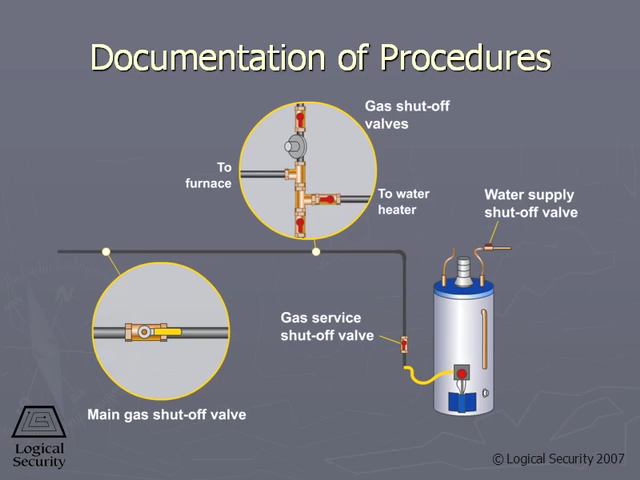 Documentation of Procedures
Gas shut-off
valves
To
furnace
To water
heater
Water supply
shut-off valve
Gas service
shut-off valve
Main gas shut-off valve
Logical
Security
© Logical Security 2007